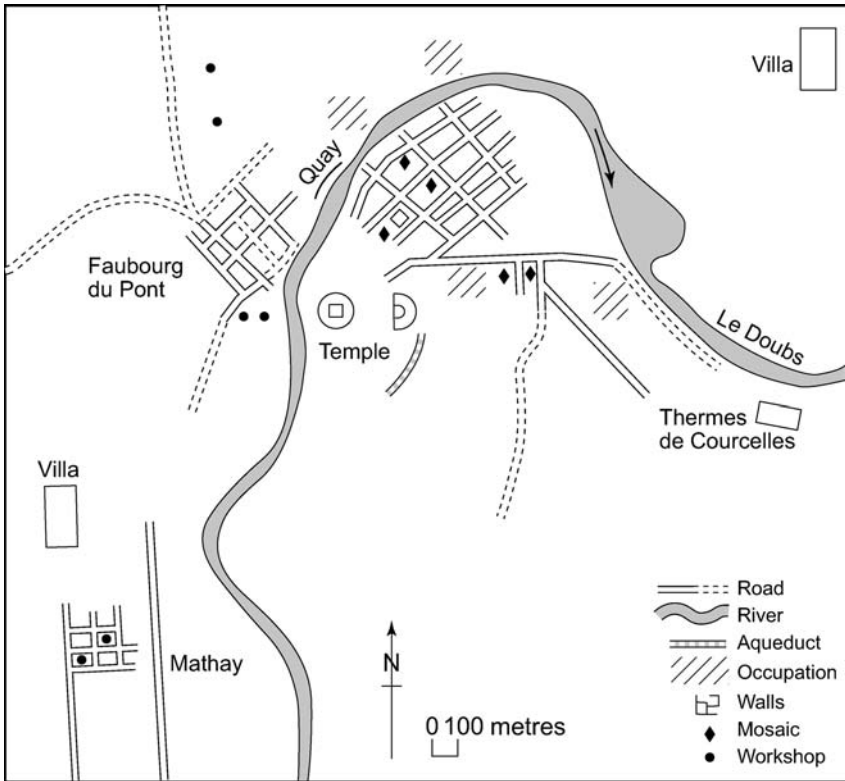 Villa
Quay
Faubourg
du Pont
Temple
Le Doubs
Thermes
de Courcelles
Villa
Mathay
N
0 100 metres
Road
River
Aqueduct
Occupation
Walls
Mosaic
Workshop